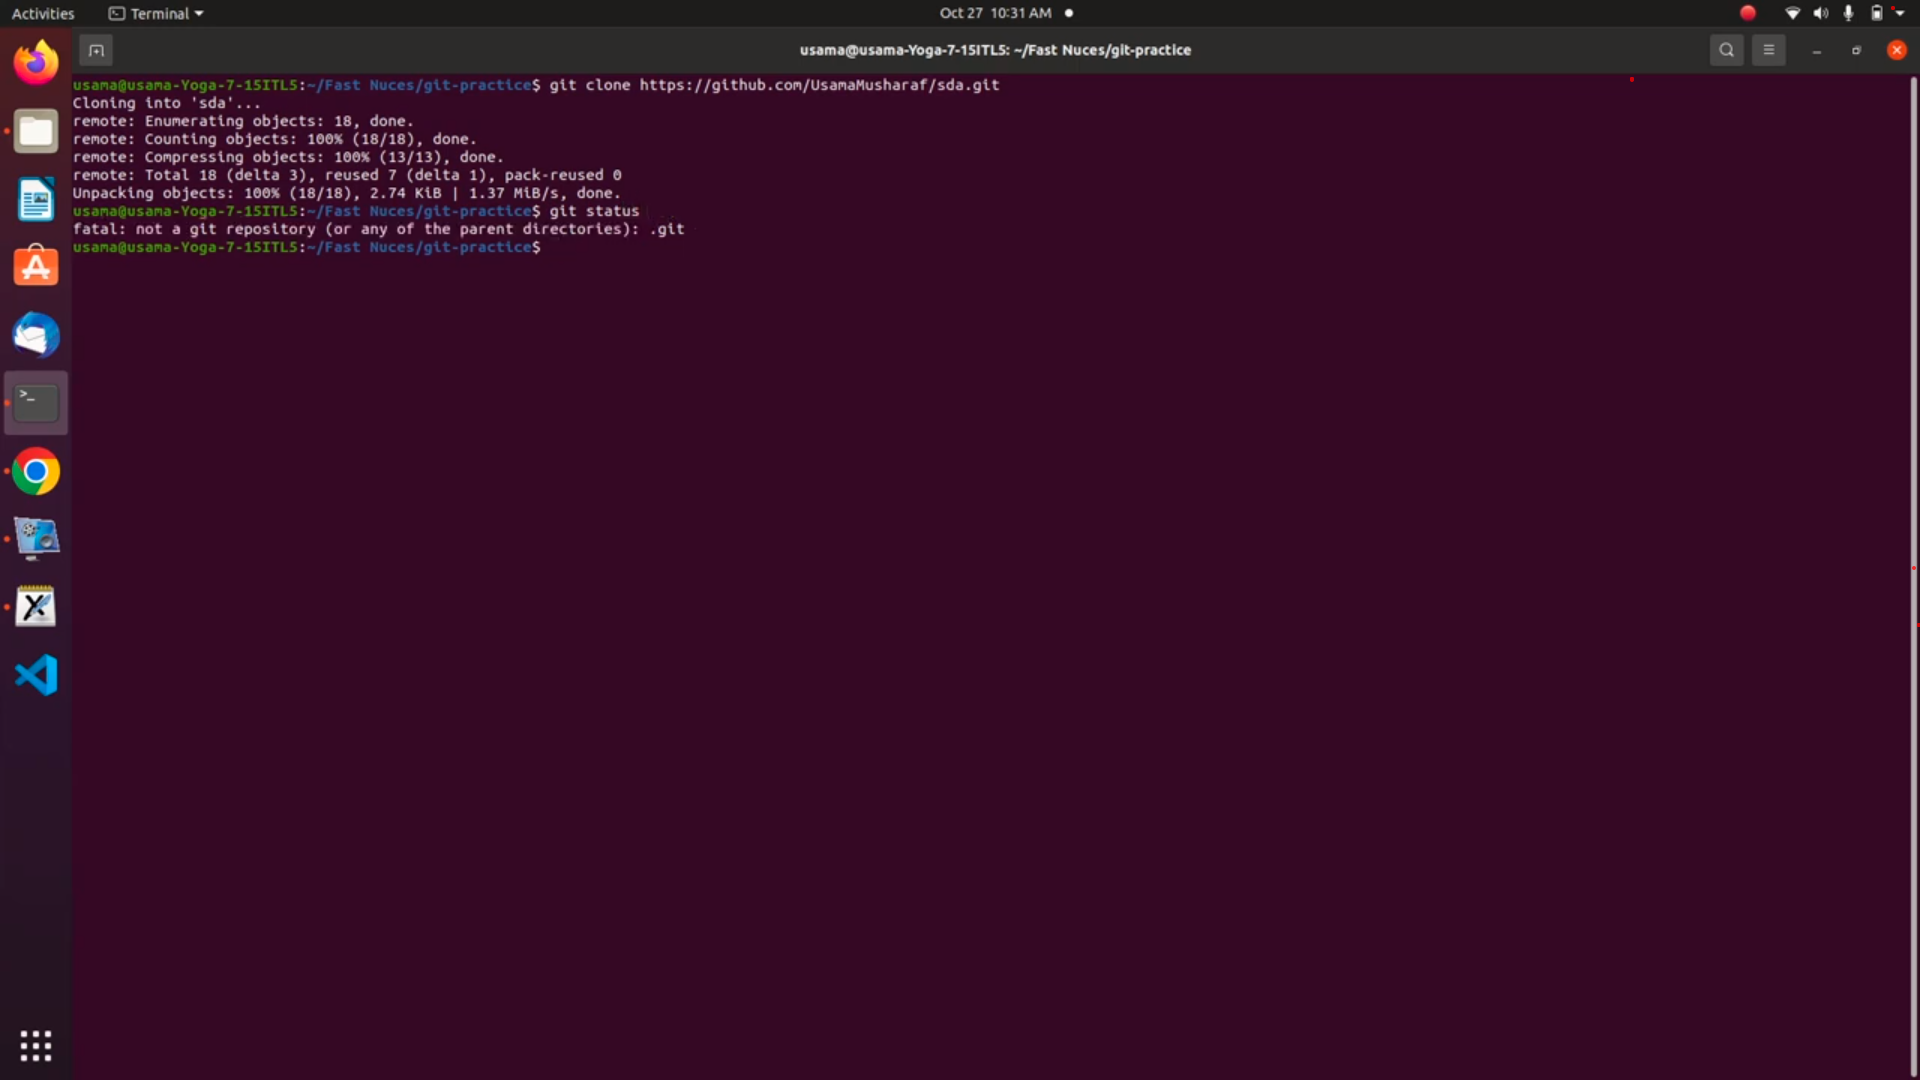 Activities
Terminal
Oct 27 10:31 AM
usama@usama-Yoga-7-15ITL5: ~/Fast Nuces/git-practice
usama@usama-Yoga-7-15ITL5:~/Fast Nuces/git-practice$ git clone https://github.com/UsamaMusharaf/sda.git
Cloning into 'sda'...
remote: Enumerating objects: 18, done.
remote: Counting objects: 100% (18/18), done.
remote: Compressing objects: 100% (13/13), done.
remote: Total 18 (delta 3), reused 7 (delta 1), pack-reused 0
Unpacking objects: 100% (18/18), 2.74 KiB | 1.37 MiB/s, done.
usama@usama-Yoga-7-15ITL5:~/Fast Nuces/git-practice$ git status
fatal: not a git repository (or any of the parent directories): .git
usama@usama-Yoga-7-15ITL5:~/Fast Nuces/git-practice$